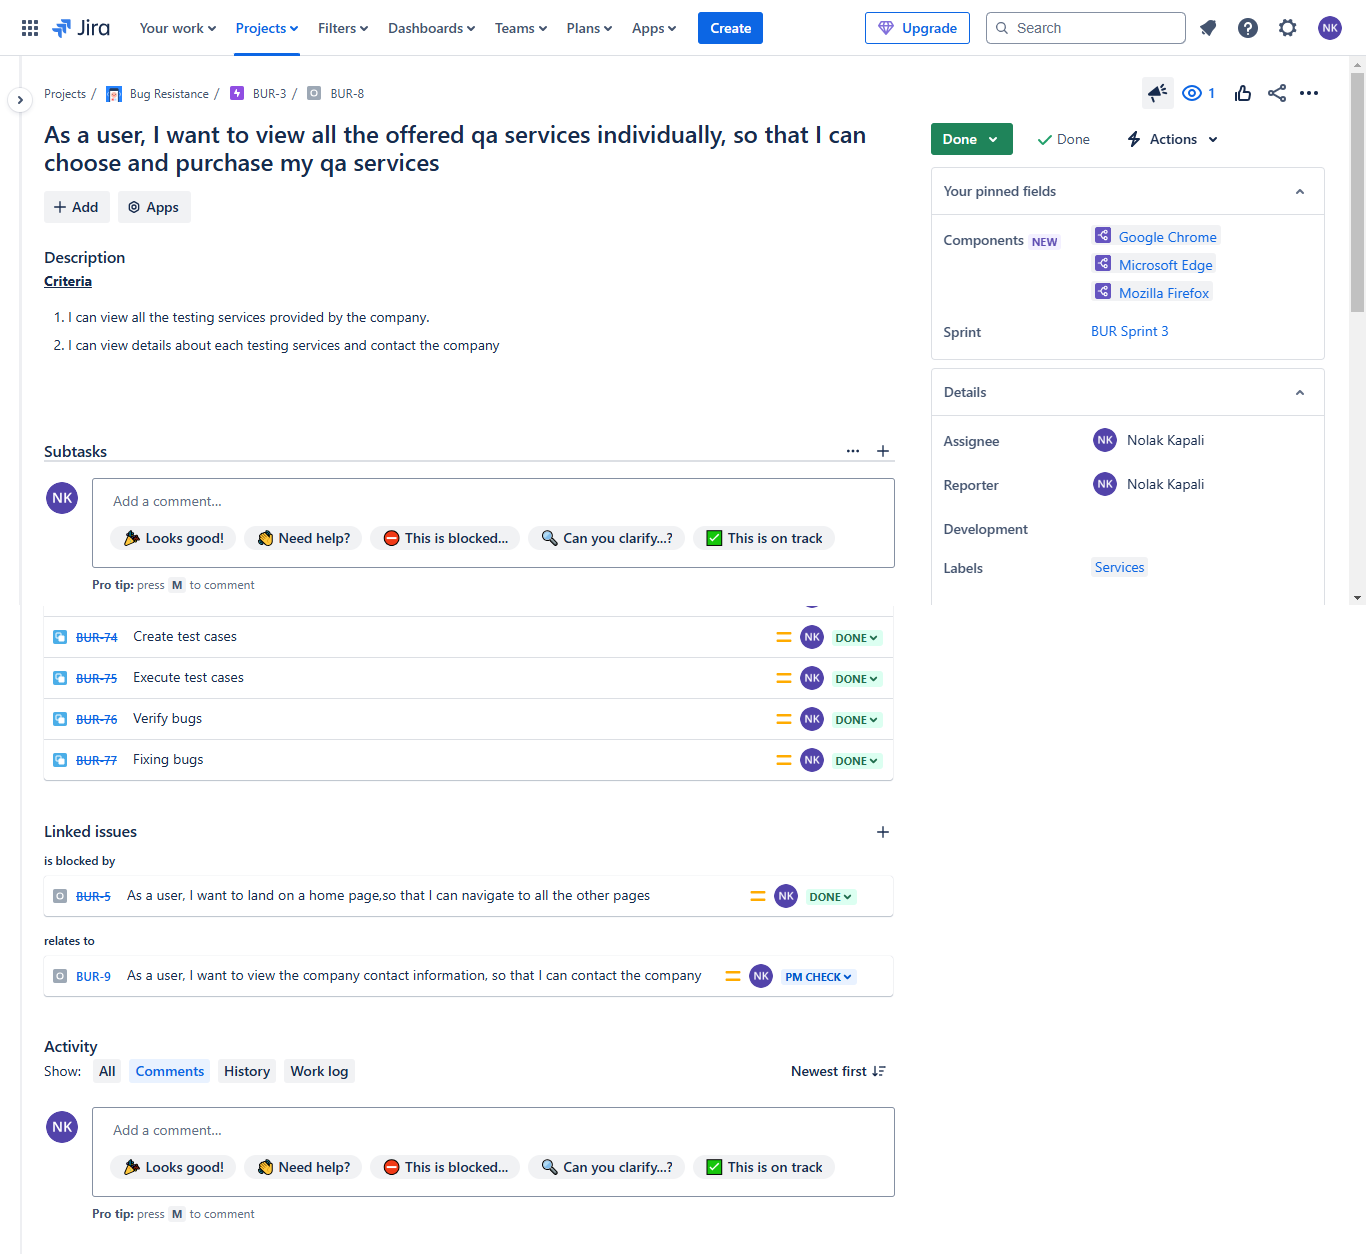 Jira Your work Projects Filters Dashboards Teams Plans Apps Create Upgrade Search NK
Projects / Bug Resistance / BUR-3 / BUR-8
1
As a user, I want to view all the offered qa services individually, so that I can
choose and purchase my qa services
Add Apps
Description
Criteria
1. I can view all the testing services provided by the company.
2. I can view details about each testing services and contact the company
Subtasks
NK Add a comment...
Looks good! Need help? This is blocked... Can you clarify...? This is on track
Pro tip: press M to comment
Done Done Actions
Your pinned fields
Components NEW Google Chrome
Microsoft Edge
Mozilla Firefox
Sprint BUR Sprint 3
Details
Assignee NK Nolak Kapali
Reporter NK Nolak Kapali
Development
Labels Services
BUR-74 Create test cases NK DONE
BUR-75 Execute test cases NK DONE
BUR-76 Verify bugs NK DONE
BUR-77 Fixing bugs NK DONE
Linked issues
is blocked by
BUR-5 As a user, I want to land on a home page,so that I can navigate to all the other pages NK DONE
relates to
BUR-9 As a user, I want to view the company contact information, so that I can contact the company NK PM CHECK
Activity
Show: All Comments History Work log Newest first
NK Add a comment...
Looks good! Need help? This is blocked... Can you clarify...? This is on track
Pro tip: press M to comment